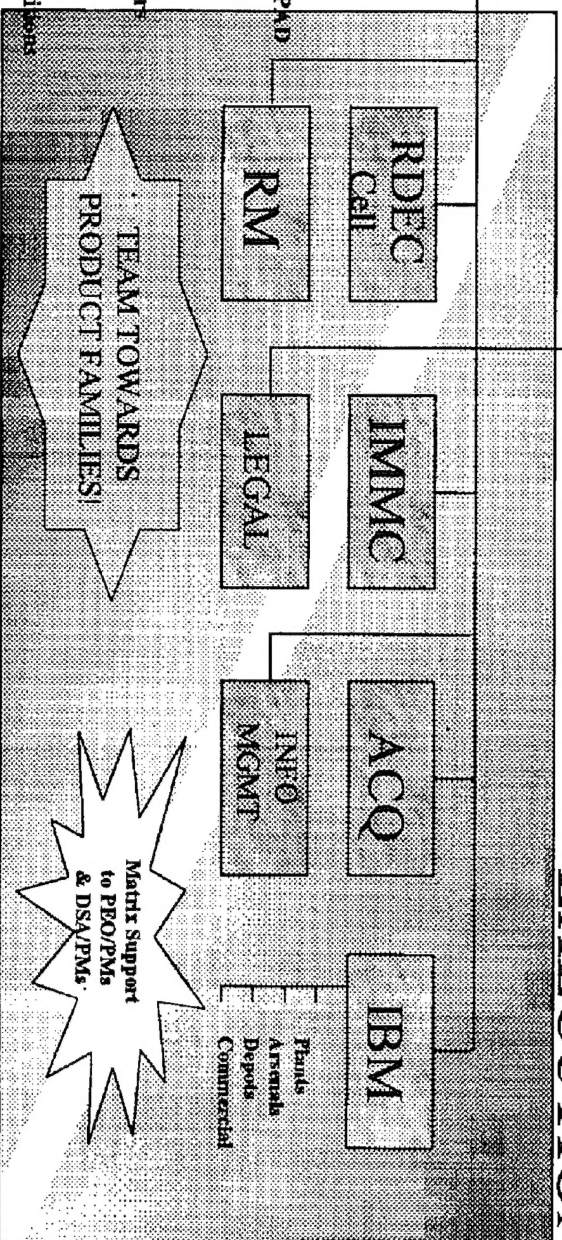 PAD
RDEC
Cell
IMMC
ACQ
IBM
RM
LEGAL
INFO
MGMT
Plants
Arsenals
Depots
Commercial
TEAM TOWARDS
PRODUCT FAMILIES!
Matrix Support
to PEO/PMs
& DSA/PMs